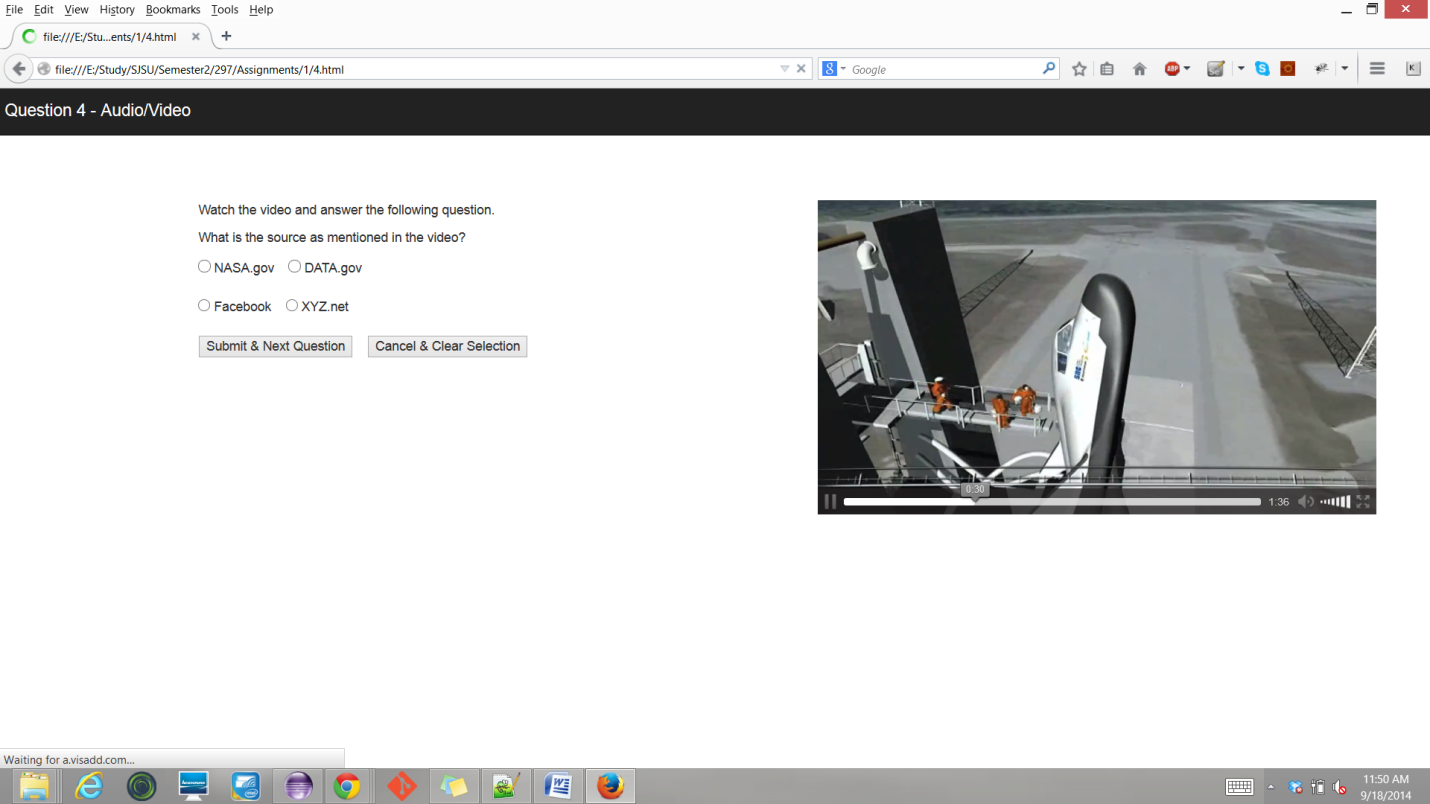 File Edit View History Bookmarks Tools Help
file:///E:/Stu...ents/1/4.html
file:///E:/Study/SJSU/Semester2/297/Assignments/1/4.html
Google
ABP
K
Question 4 - Audio/Video
Watch the video and answer the following question.
What is the source as mentioned in the video?
NASA.gov DATA.gov
Facebook XYZ.net
Submit & Next Question Cancel & Clear Selection
0:30
1:36
Waiting for a.visadd.com...
11:50 AM
9/18/2014